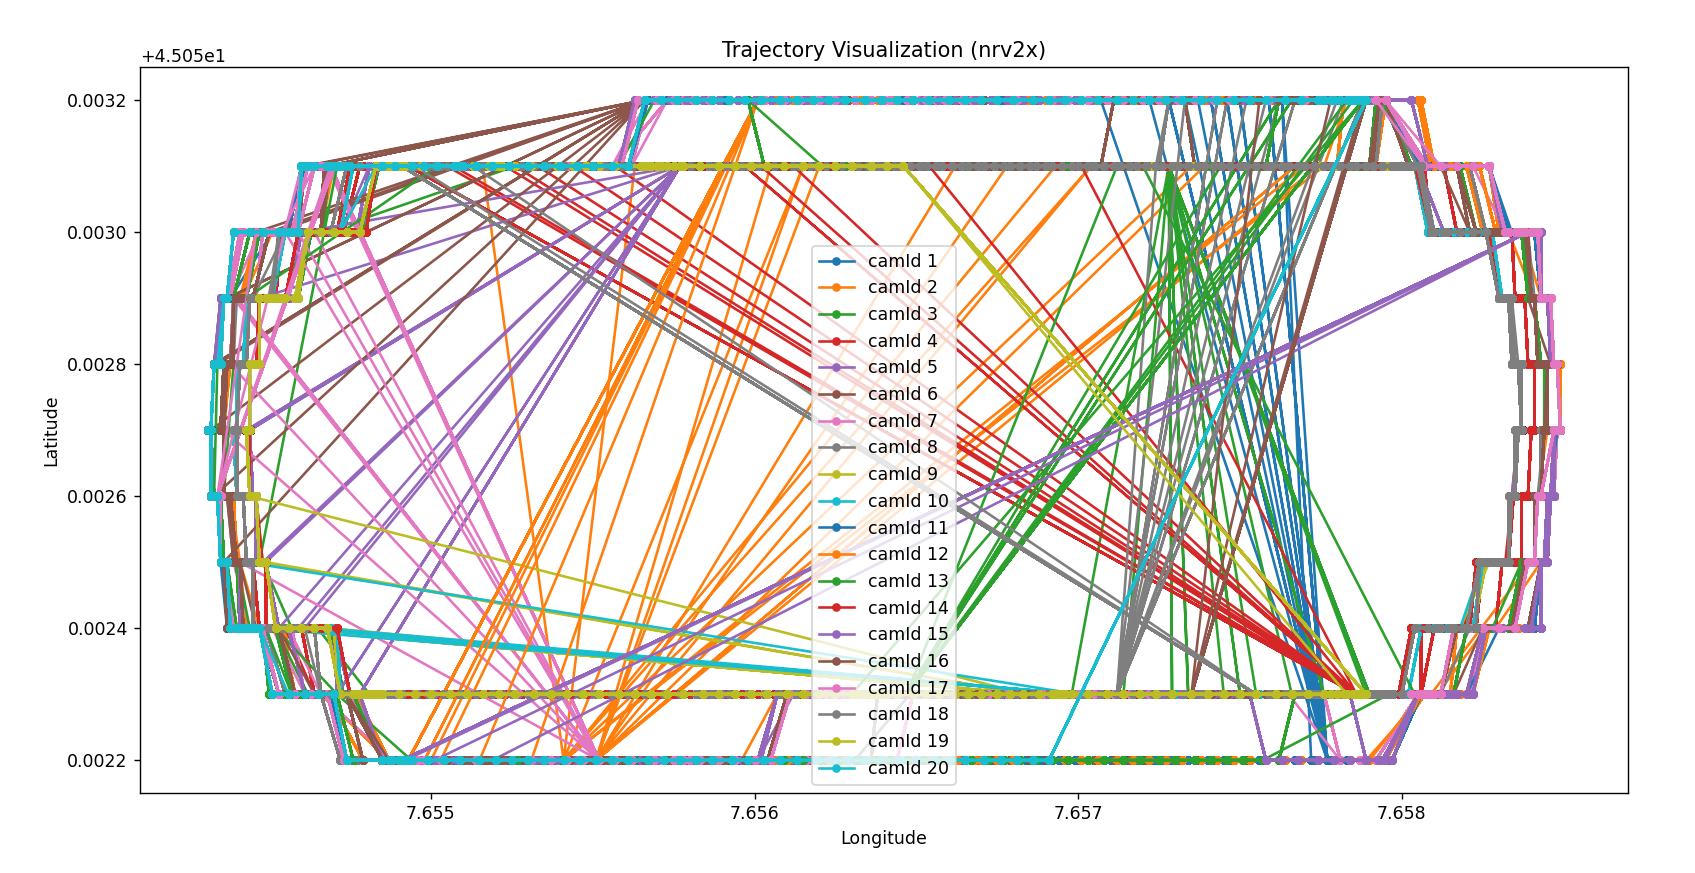 Trajectory Visualization (nrv2x)
+4.505e1
0.0032
0.0030
0.0028
0.0026
0.0024
0.0022
Latitude
camId 1
camId 2
camId 3
camId 4
camId 5
camId 6
camId 7
camId 8
camId 9
camId 10
camId 11
camId 12
camId 13
camId 14
camId 15
camId 16
camId 17
camId 18
camId 19
camId 20
7.655
7.656
7.657
7.658
Longitude